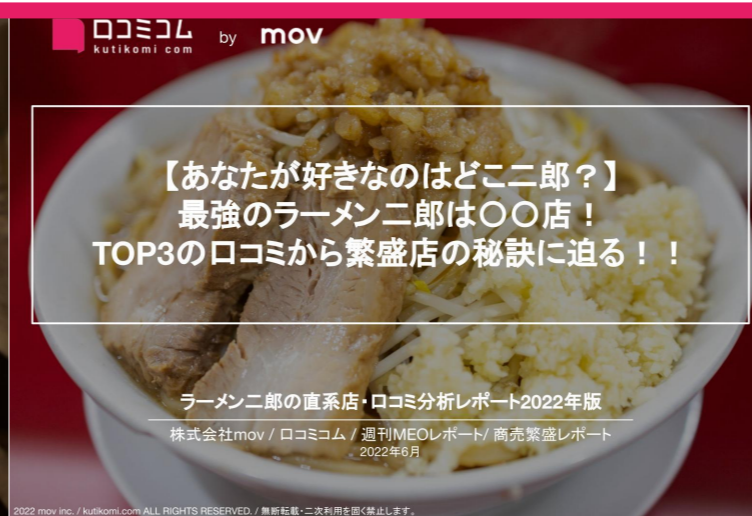 口コミコム by mov
kutikomi com
【あなたが好きなのはどこ二郎？】
最強のラーメン二郎は〇〇店！
TOP3の口コミから繁盛店の秘訣に迫る！！
ラーメン二郎の直系店・口コミ分析レポート2022年版
株式会社mov / 口コミコム / 週刊MEOレポート/ 商売繁盛レポート
2022年6月
2022 mov inc. / kutikomi.com ALL RIGHTS RESERVED. / 無断転載・二次利用を固く禁止します。